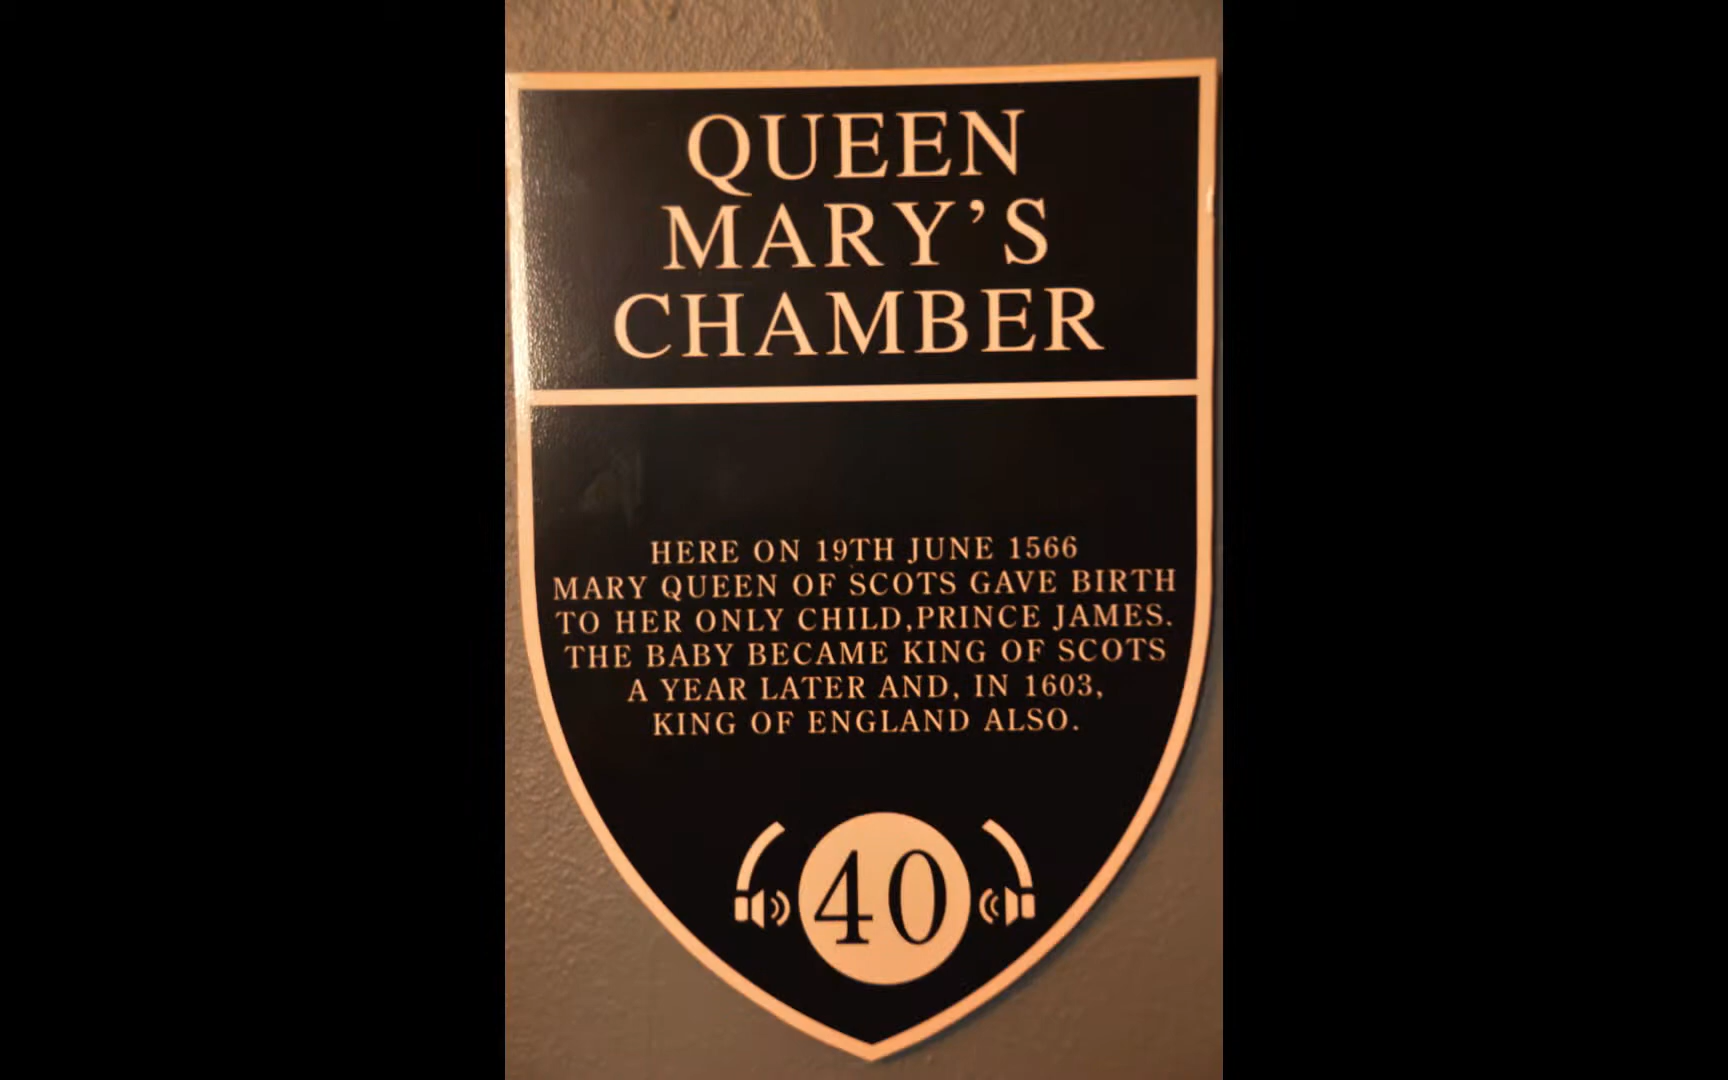 QUEEN
MARY’S
CHAMBER
HERE ON 19TH JUNE 1566
MARY QUEEN OF SCOTS GAVE BIRTH
TO HER ONLY CHILD,PRINCE JAMES.
THE BABY BECAME KING OF SCOTS
A YEAR LATER AND, IN 1603,
KING OF ENGLAND ALSO.
40